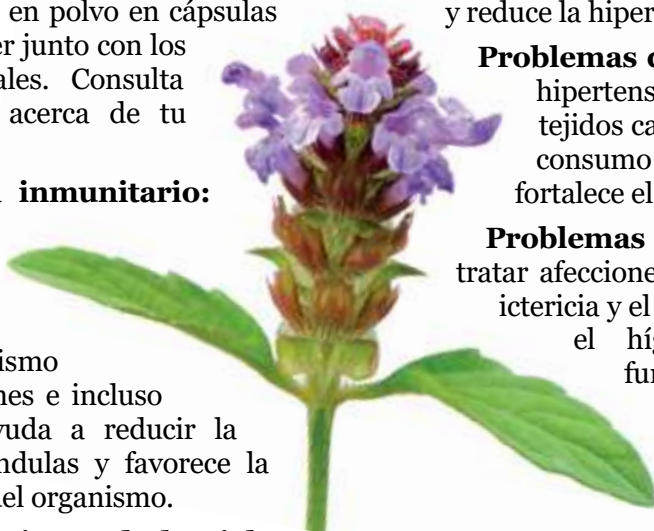 en polvo en cápsulas
er junto con los
ales. Consulta
acerca de tu
inmunitario:
ismo
nes e incluso
yuda a reducir la
ndulas y favorece la
del organismo.
y reduce la hiper
Problemas
hipertens
tejidos ca
consumo
fortalece el
Problemas
tratar afeccione
ictericia y el
el híg
fu